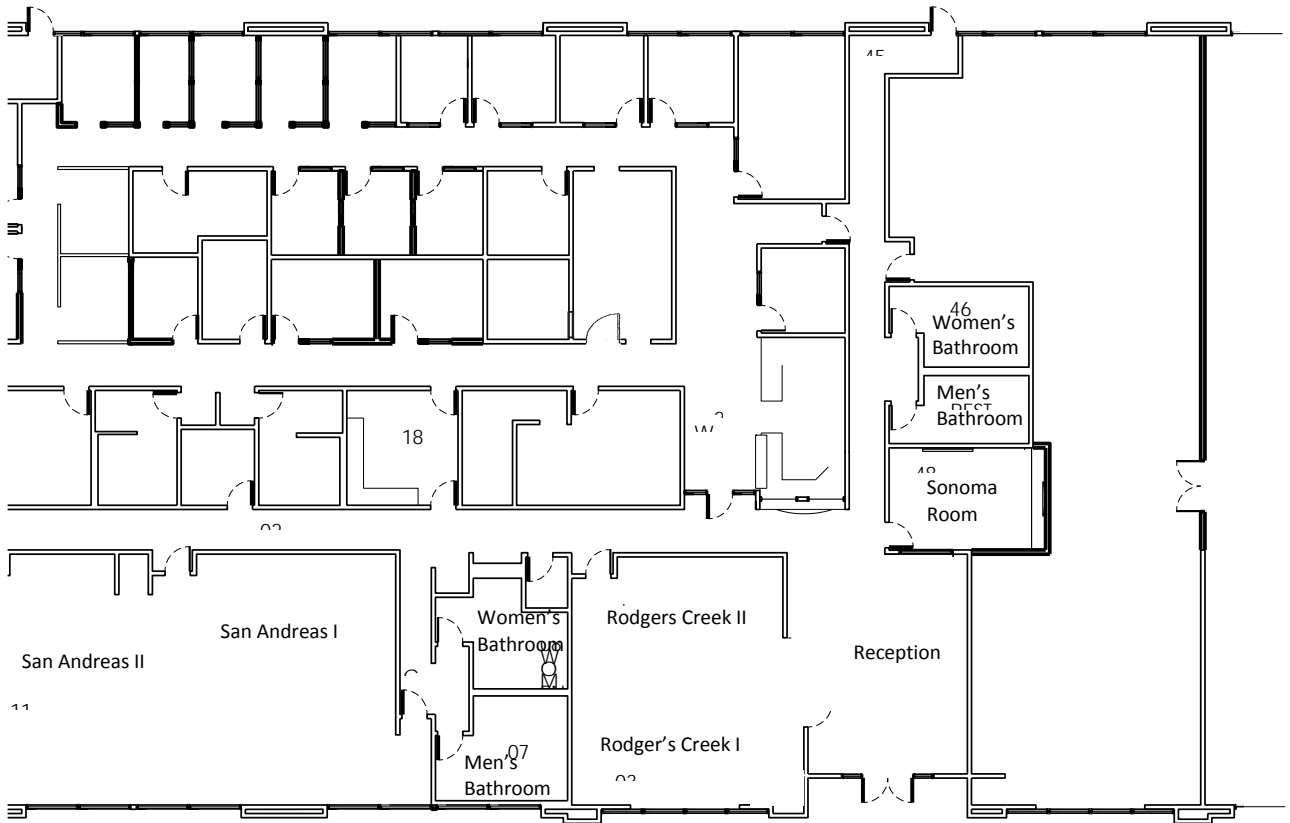 46
Women's
Bathroom
Men's
Bathroom
18
Sonoma
Room
Women's
Bathroom
Rodgers Creek II
San Andreas I
San Andreas II
Reception
Rodger's Creek I
07
Men's
Bathroom